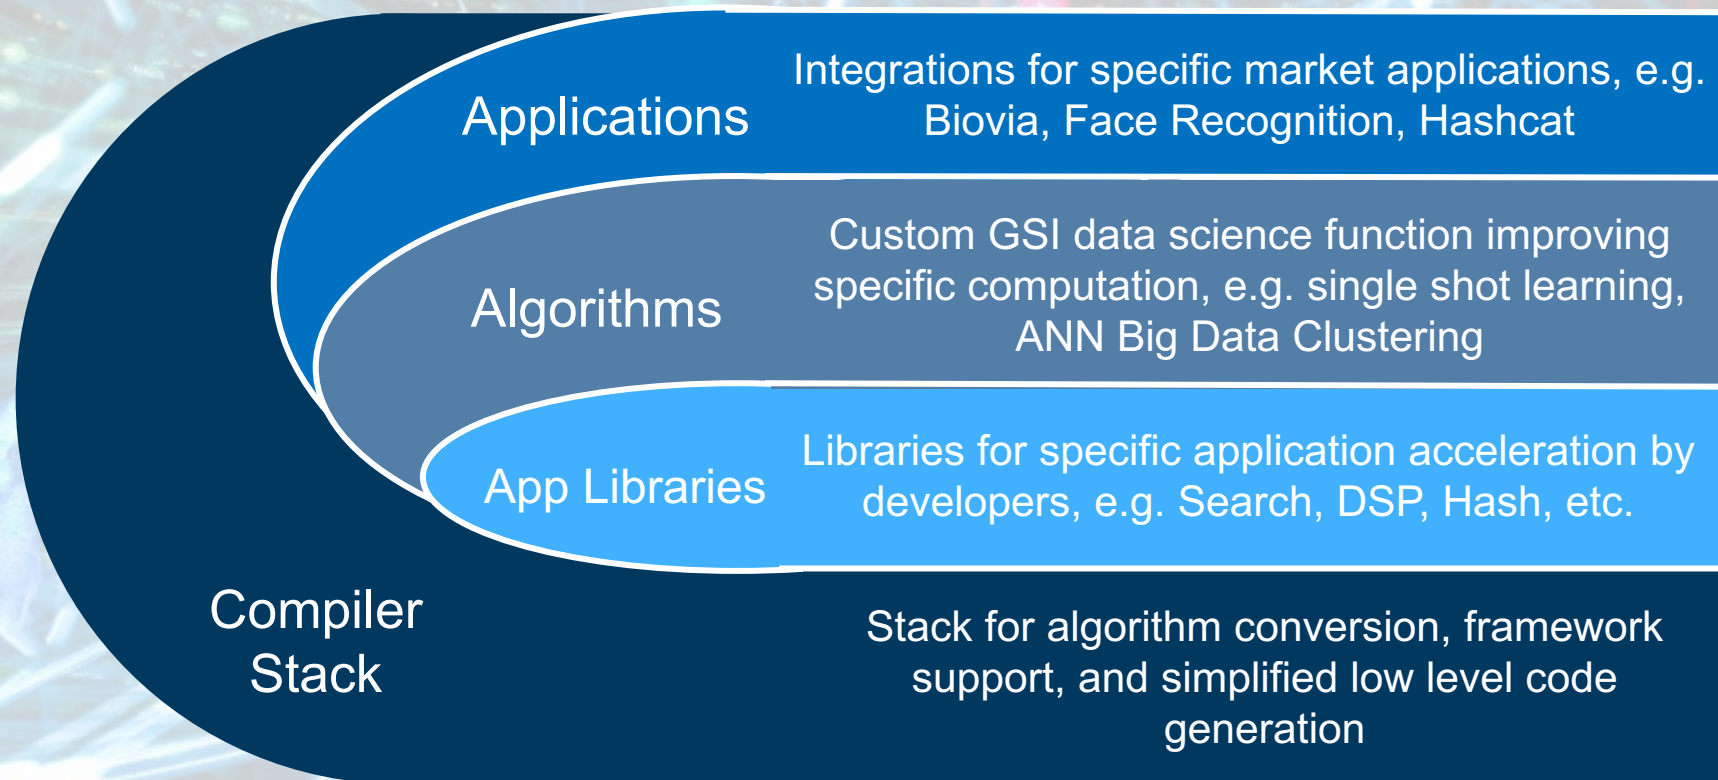 Applications
Integrations for specific market applications, e.g.
Biovia, Face Recognition, Hashcat
Algorithms
Custom GSI data science function improving
specific computation, e.g. single shot learning,
ANN Big Data Clustering
App Libraries
Libraries for specific application acceleration by
developers, e.g. Search, DSP, Hash, etc.
Compiler
Stack
Stack for algorithm conversion, framework
support, and simplified low level code
generation